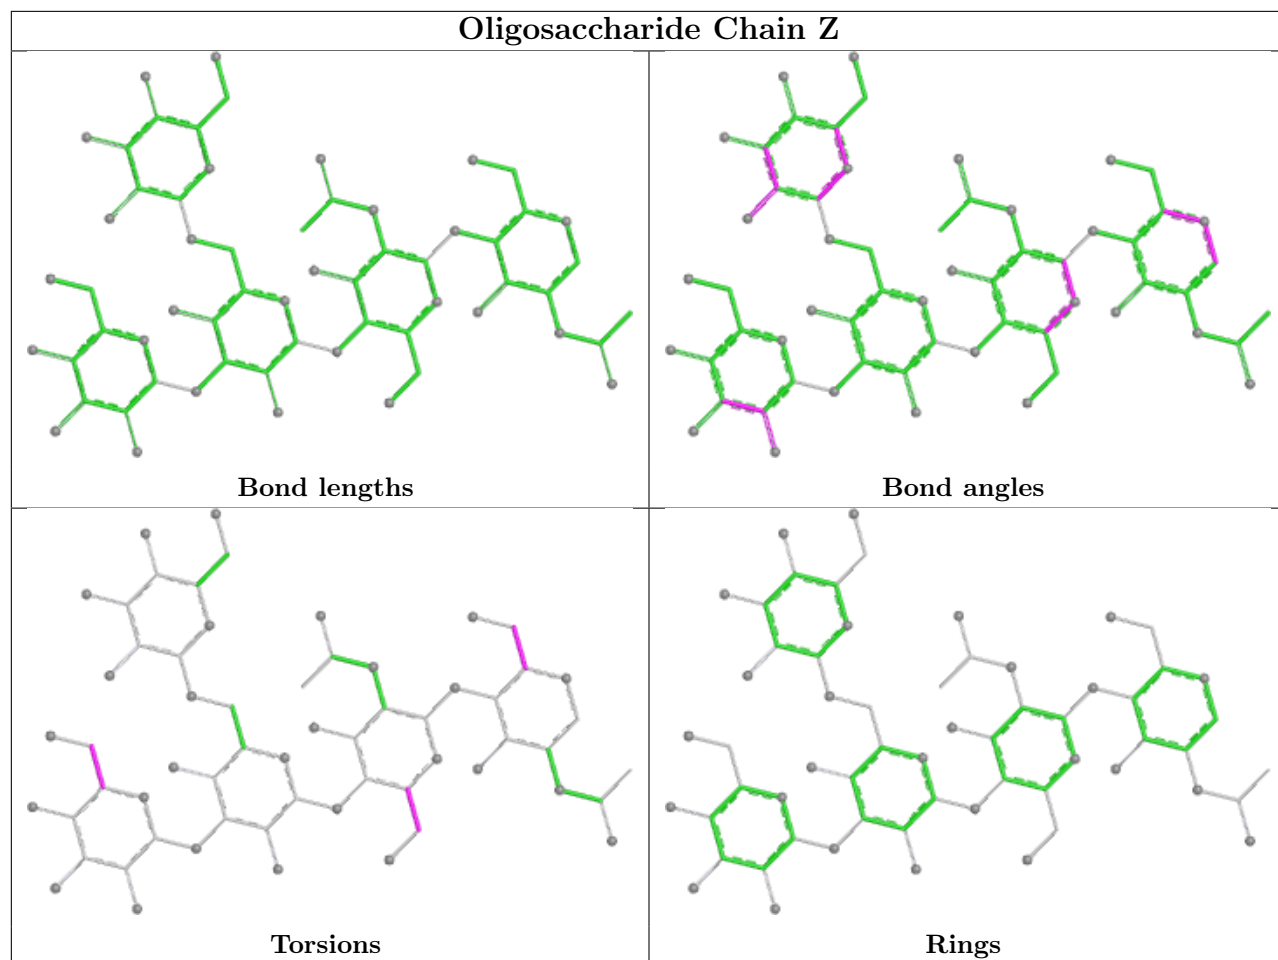 Oligosaccharide Chain Z
Bond lengths
Bond angles
Torsions
Rings